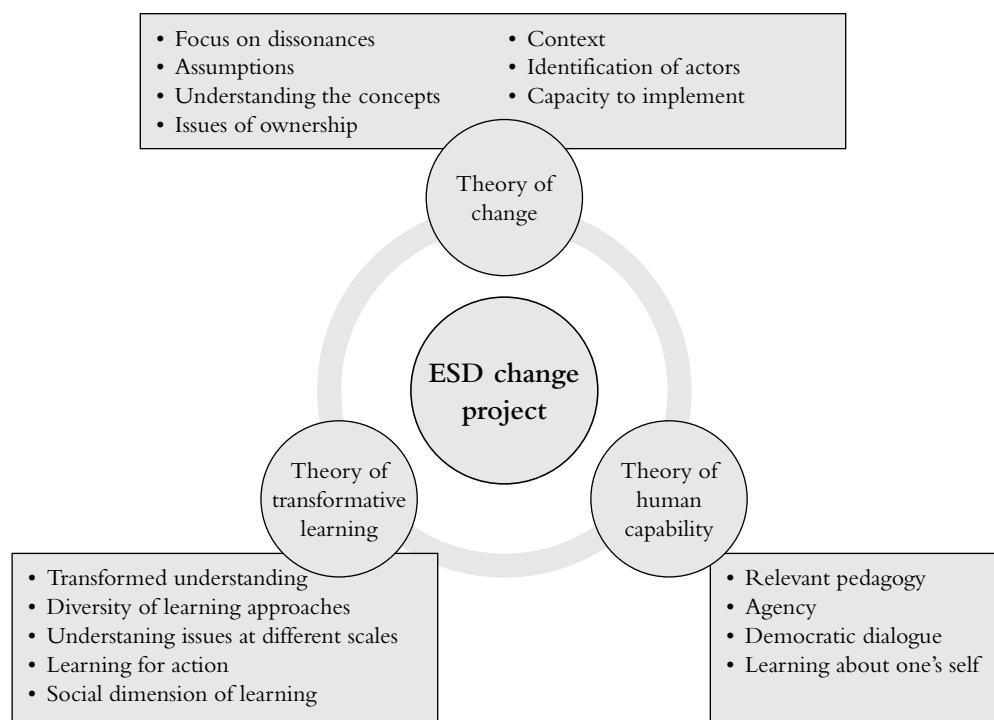 • Focus on dissonances
• Assumptions
• Understanding the concepts
• Issues of ownership
• Context
• Identification of actors
• Capacity to implement
Theory of
change
ESD change
project
Theory of
transformative
learning
Theory of
human
capability
• Transformed understanding
• Diversity of learning approaches
• Understaning issues at different scales
• Learning for action
• Social dimension of learning
• Relevant pedagogy
• Agency
• Democratic dialogue
• Learning about one’s self